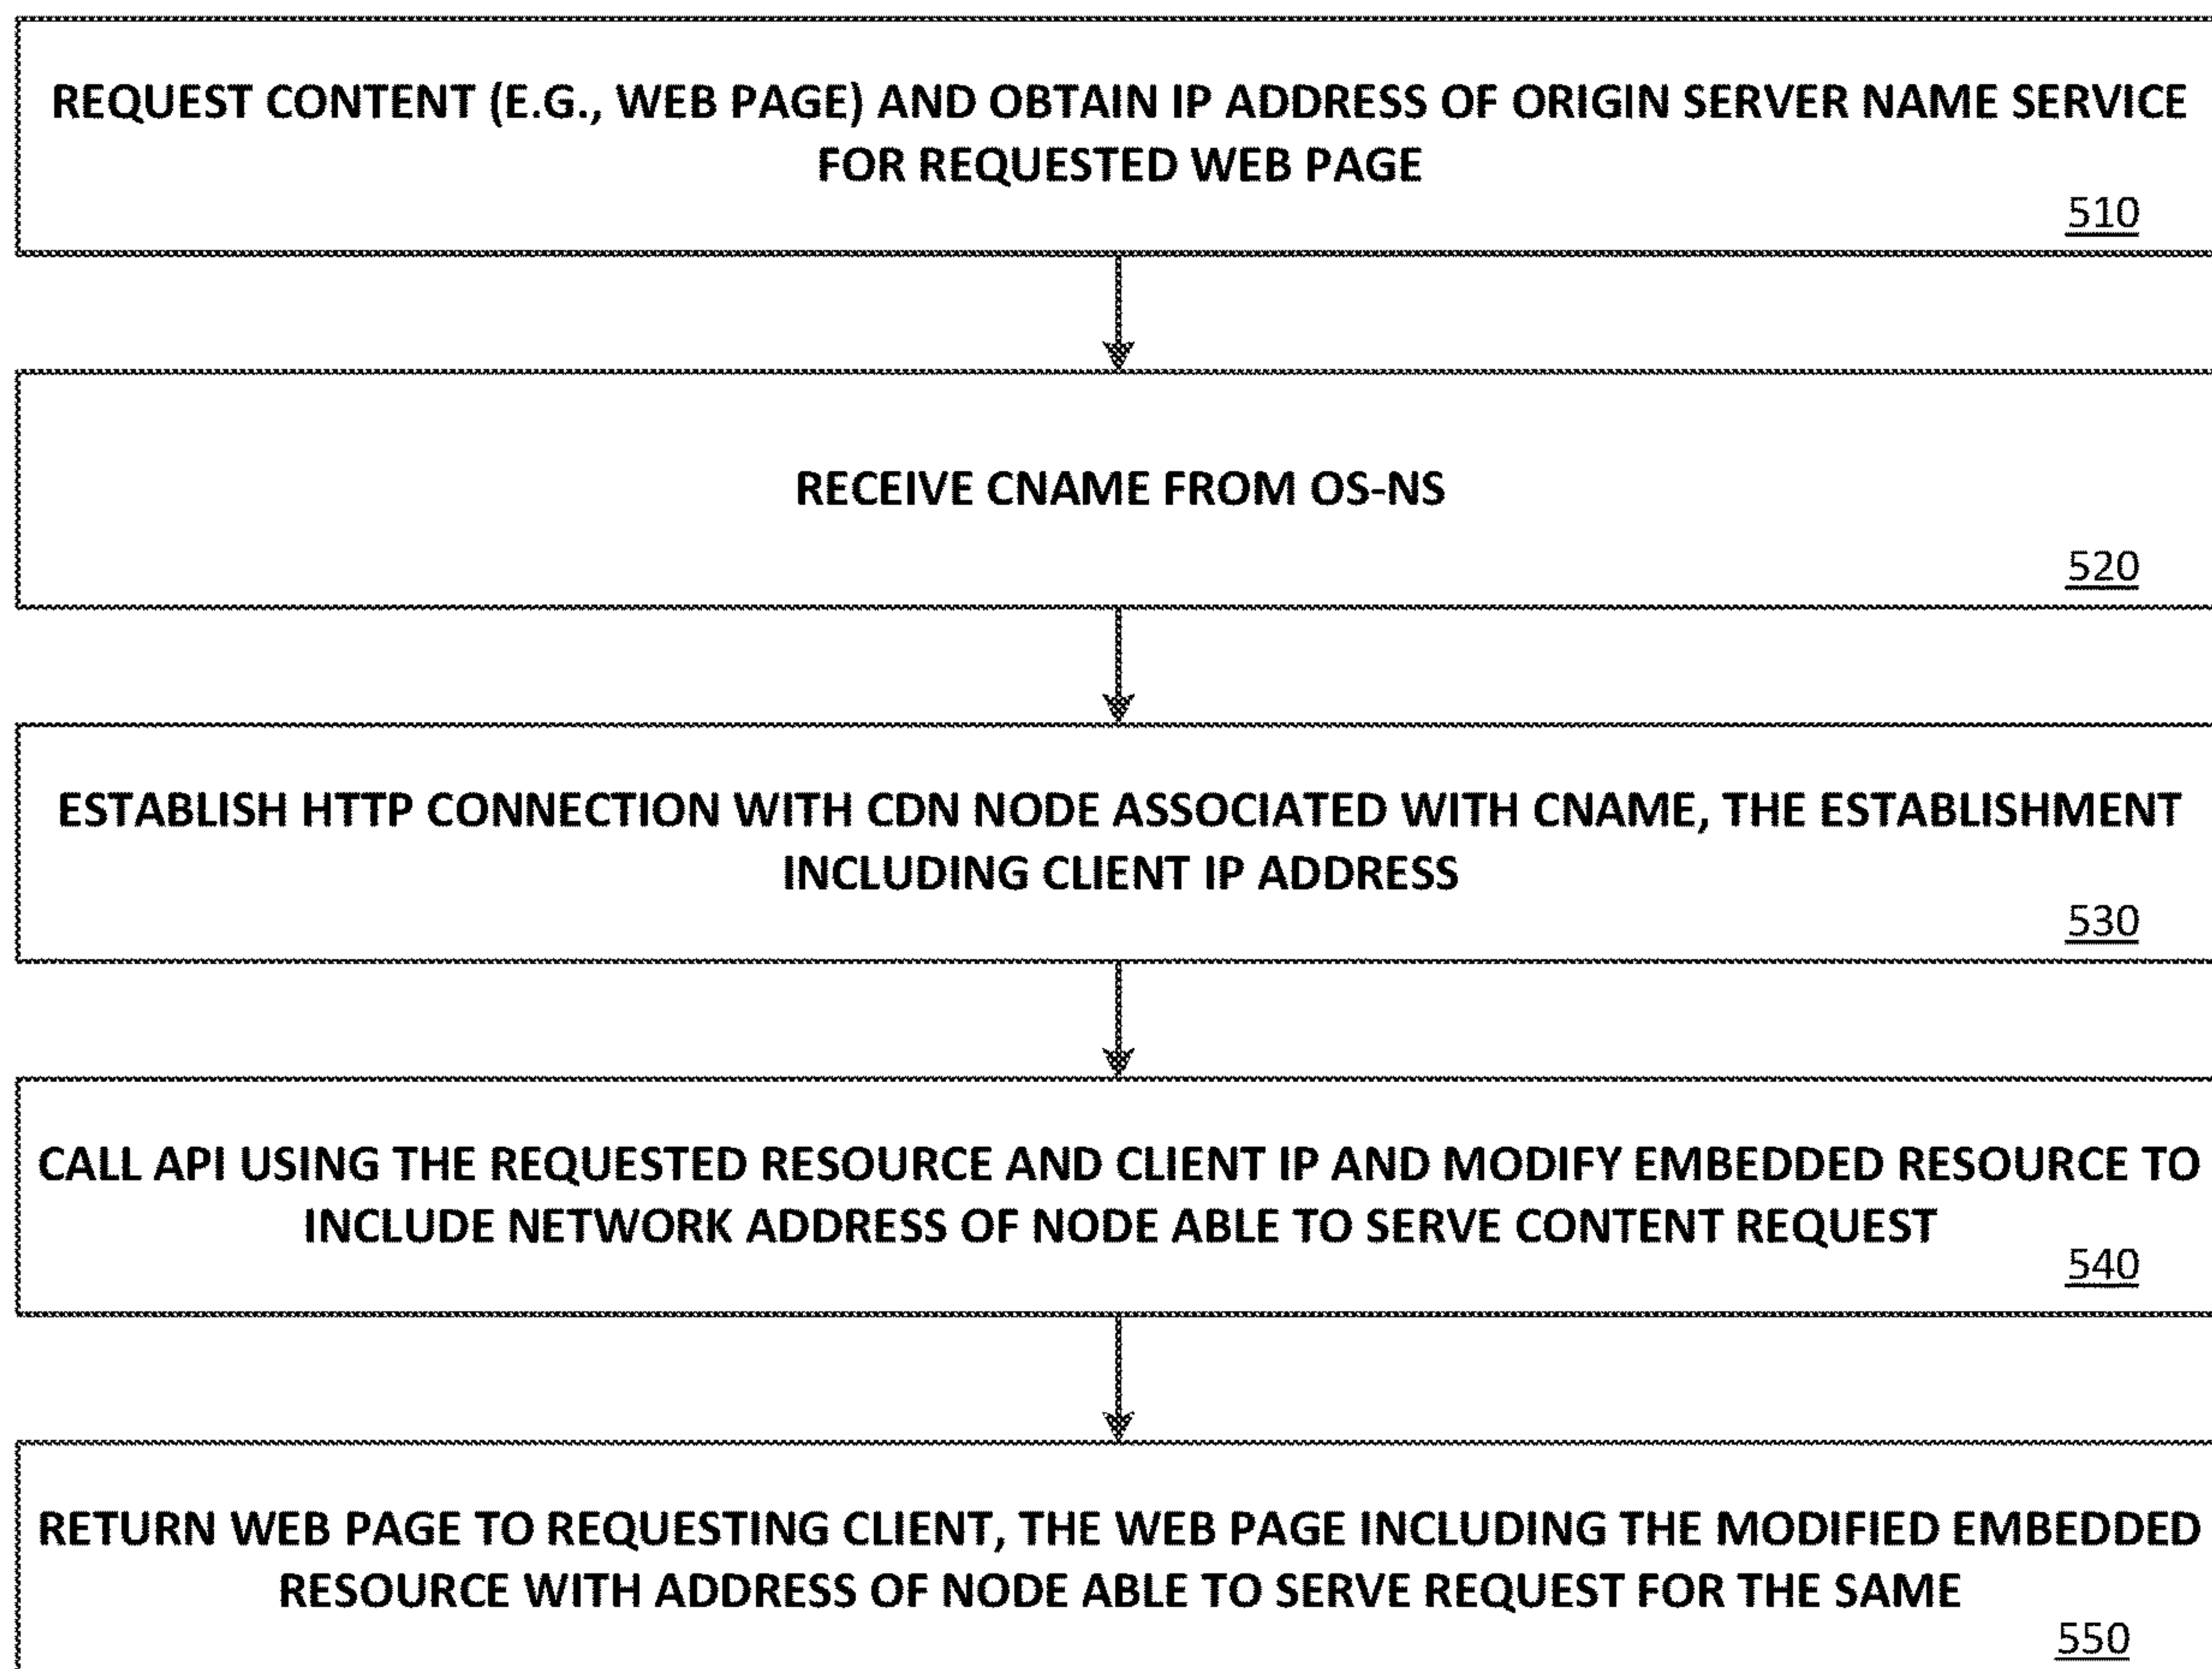 REQUEST CONTENT (E.G., WEB PAGE) AND OBTAIN IP ADDRESS OF ORIGIN SERVER NAME SERVICE
FOR REQUESTED WEB PAGE
510
RECEIVE CNAME FROM OS-NS
520
ESTABLISH HTTP CONNECTION WITH CDN NODE ASSOCIATED WITH CNAME, THE ESTABLISHMENT
INCLUDING CLIENT IP ADDRESS
530
CALL API USING THE REQUESTED RESOURCE AND CLIENT IP AND MODIFY EMBEDDED RESOURCE TO
INCLUDE NETWORK ADDRESS OF NODE ABLE TO SERVE CONTENT REQUEST
540
RETURN WEB PAGE TO REQUESTING CLIENT, THE WEB PAGE INCLUDING THE MODIFIED EMBEDDED
RESOURCE WITH ADDRESS OF NODE ABLE TO SERVE REQUEST FOR THE SAME
550